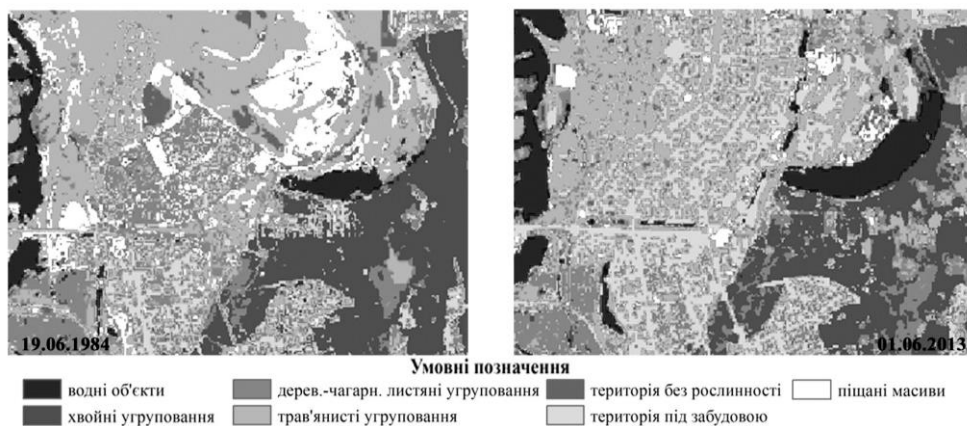 19.06.1984
01.06.2013
Умовні позначення
водні об'єкти
дерев.-чагарн. листяні угруповання
територія без рослинності
піщані масиви
хвойні угруповання
трав'янисті угруповання
територія під забудовою